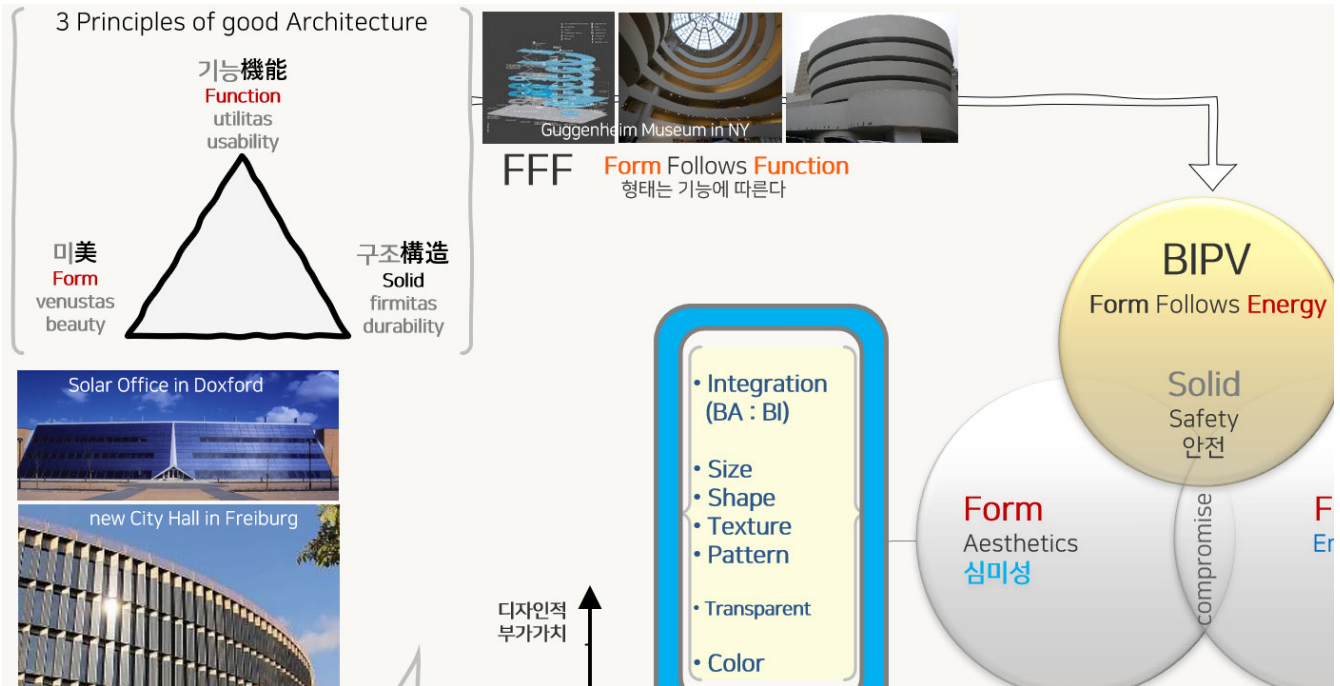 3 Principles of good Architecture
기능機能
Function
utilitas
usability
미美
Form
venustas
beauty
구조構造
Solid
firmitas
durability
Guggenheim Museum in NY
FFF
Form Follows Function
형태는 기능에 따른다
Solar Office in Doxford
new City Hall in Freiburg
디자인적
부가가치
• Integration
(BA : BI)
• Size
• Shape
• Texture
• Pattern
• Transparent
• Color
BIPV
Form Follows Energy
Solid
Safety
안전
Form
Aesthetics
심미성
compromise
F
En